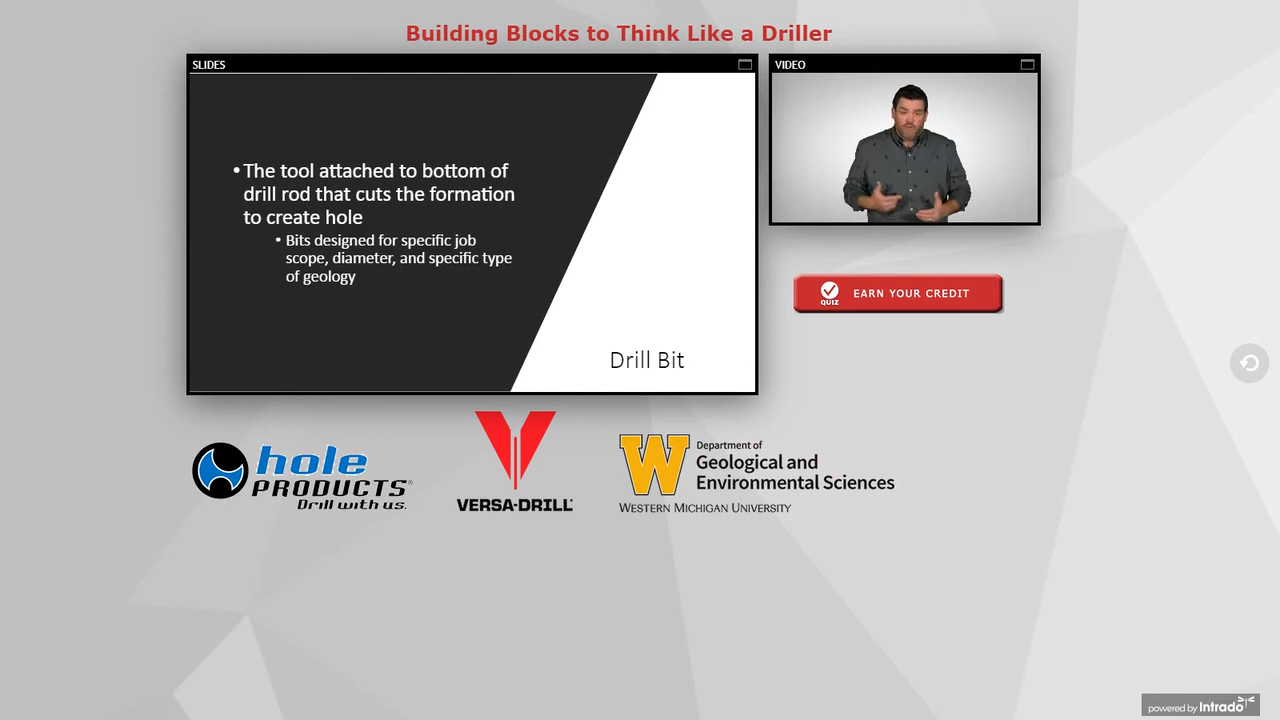 Building Blocks to Think Like a Driller
SLIDES
• The tool attached to bottom of
drill rod that cuts the formation
to create hole
• Bits designed for specific job
scope, diameter, and specific type
of geology
Drill Bit
VIDEO
QUIZ
EARN YOUR CREDIT
hole
PRODUCTS®
Drill with us.
VERSA-DRILL®
W
Department of
Geological and
Environmental Sciences
WESTERN MICHIGAN UNIVERSITY
powered by Intrado